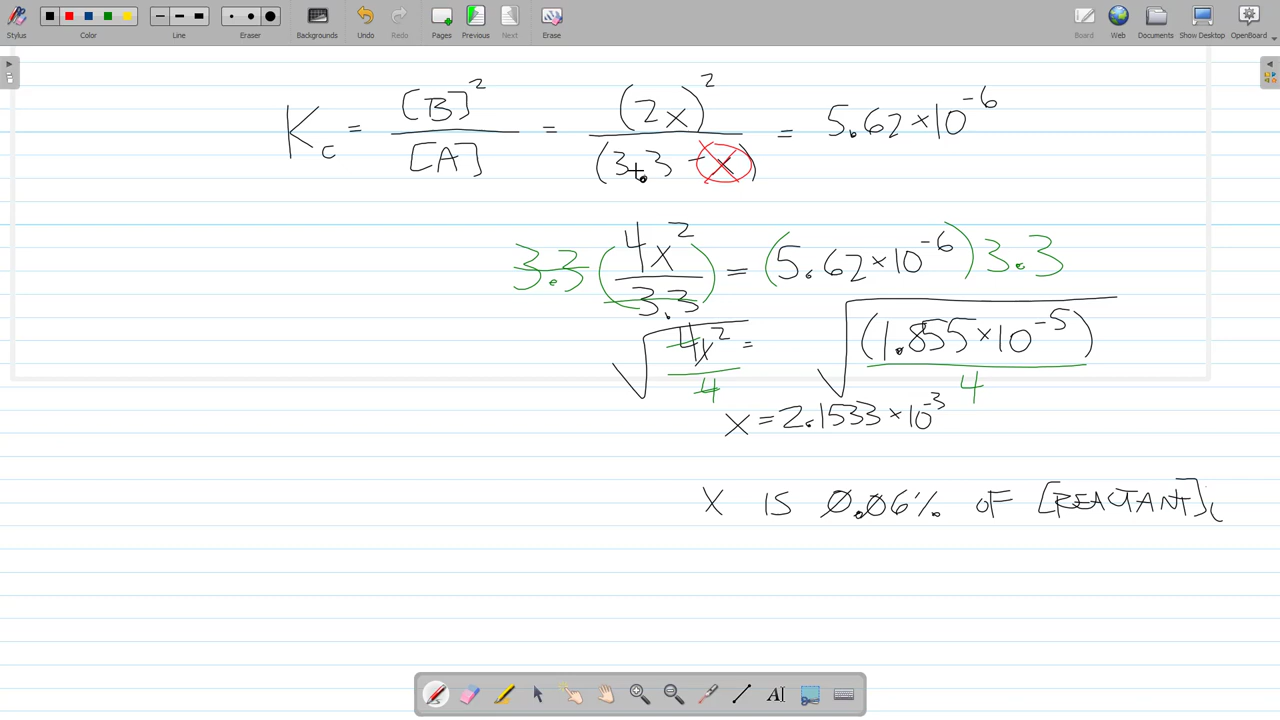 Stylus Color Line Eraser Backgrounds Undo Redo Pages Previous Next Erase Board Web Documents Show Desktop OpenBoard
Kc = [B]² / [A] = (2x)² / (3.3 - x) = 5.62 × 10⁻⁶
3.3 (4x² / 3.3) = (5.62 × 10⁻⁶) 3.3
√(4x² / 4) = √((1.855 × 10⁻⁵) / 4)
x = 2.1533 × 10⁻³
X IS 0.06% OF [REACTANT]i